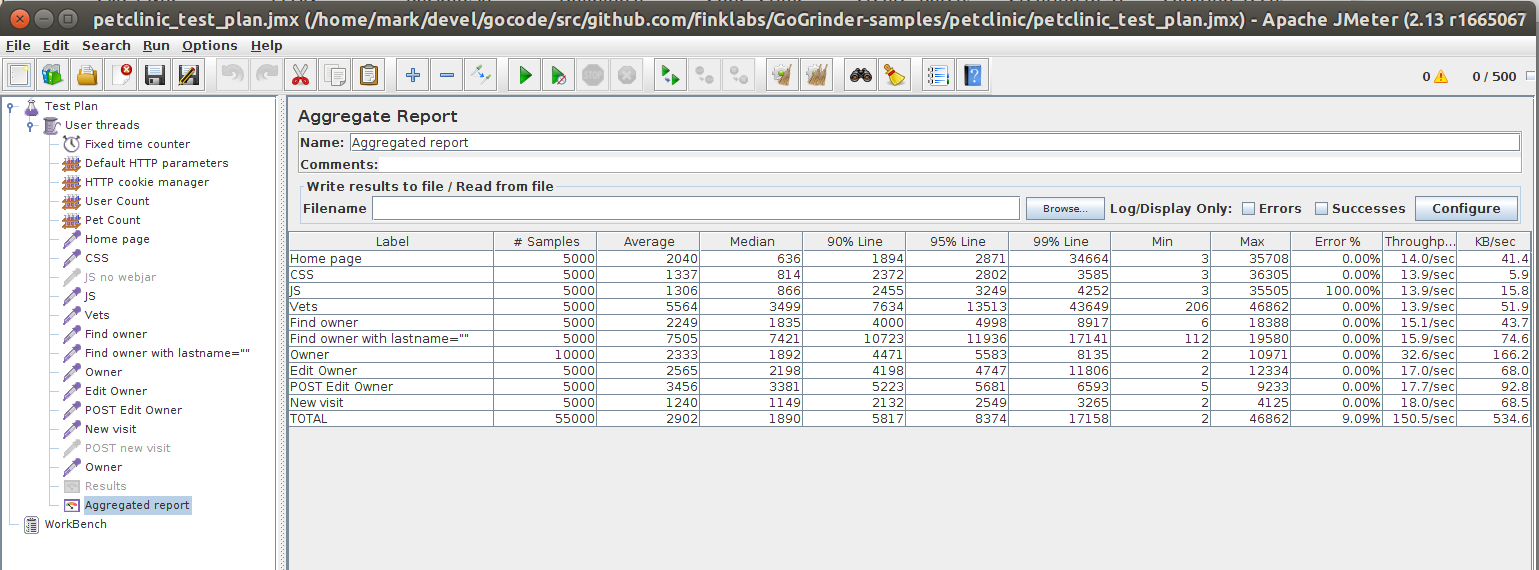 petclinic_test_plan.jmx (/home/mark/devel/gocode/src/github.com/finklabs/GoGrinder-samples/petclinic/petclinic_test_plan.jmx) - Apache JMeter (2.13 r1665067
File Edit Search Run Options Help
0 0 / 500
Test Plan
User threads
Fixed time counter
Default HTTP parameters
HTTP cookie manager
User Count
Pet Count
Home page
CSS
JS no webjar
JS
Vets
Find owner
Find owner with lastname=""
Owner
Edit Owner
POST Edit Owner
New visit
POST new visit
Owner
Results
Aggregated report
WorkBench
Aggregate Report
Name: Aggregated report
Comments:
Write results to file / Read from file
Filename Browse... Log/Display Only: Errors Successes Configure
Label # Samples Average Median 90% Line 95% Line 99% Line Min Max Error % Throughp... KB/sec
Home page 5000 2040 636 1894 2871 34664 3 35708 0.00% 14.0/sec 41.4
CSS 5000 1337 814 2372 2802 3585 3 36305 0.00% 13.9/sec 5.9
JS 5000 1306 866 2455 3249 4252 3 35505 100.00% 13.9/sec 15.8
Vets 5000 5564 3499 7634 13513 43649 206 46862 0.00% 13.9/sec 51.9
Find owner 5000 2249 1835 4000 4998 8917 6 18388 0.00% 15.1/sec 43.7
Find owner with lastname="" 5000 7505 7421 10723 11936 17141 112 19580 0.00% 15.9/sec 74.6
Owner 10000 2333 1892 4471 5583 8135 2 10971 0.00% 32.6/sec 166.2
Edit Owner 5000 2565 2198 4198 4747 11806 2 12334 0.00% 17.0/sec 68.0
POST Edit Owner 5000 3456 3381 5223 5681 6593 5 9233 0.00% 17.7/sec 92.8
New visit 5000 1240 1149 2132 2549 3265 2 4125 0.00% 18.0/sec 68.5
TOTAL 55000 2902 1890 5817 8374 17158 2 46862 9.09% 150.5/sec 534.6